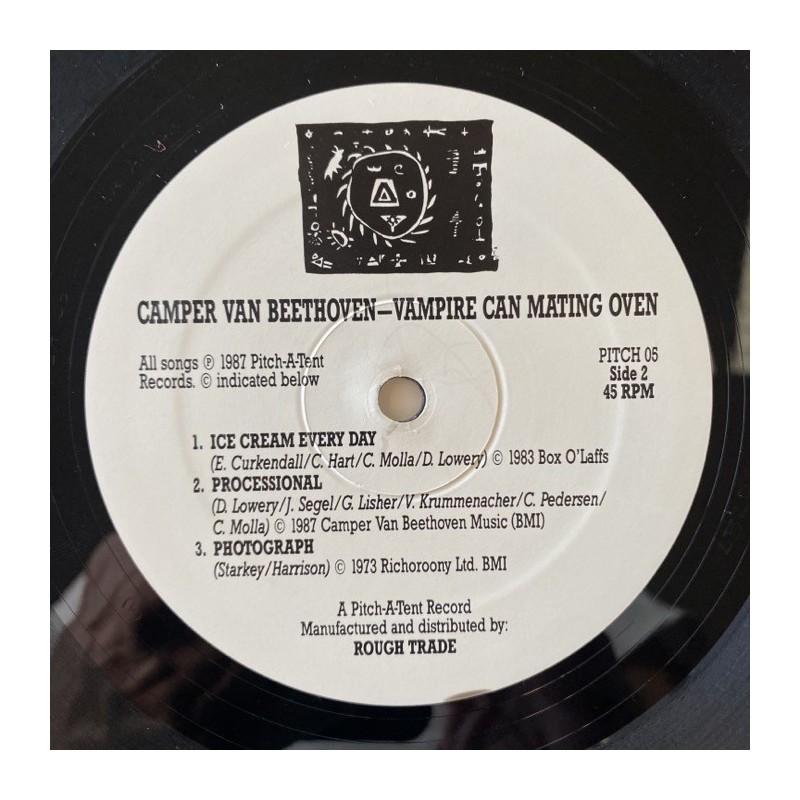 CAMPER VAN BEETHOVEN—VAMPIRE CAN MATING OVEN
All songs ℗ 1987 Pitch-A-Tent
Records. © indicated below
PITCH 05
Side 2
45 RPM
1. ICE CREAM EVERY DAY
(E. Curkendall/C. Hart/C. Molla/D. Lowery) © 1983 Box O'Laffs
2. PROCESSIONAL
(D. Lowery/J. Segel/G. Lisher/V. Krummenacher/C. Pedersen/
C. Molla) © 1987 Camper Van Beethoven Music (BMI)
3. PHOTOGRAPH
(Starkey/Harrison) © 1973 Richoroony Ltd. BMI
A Pitch-A-Tent Record
Manufactured and distributed by:
ROUGH TRADE